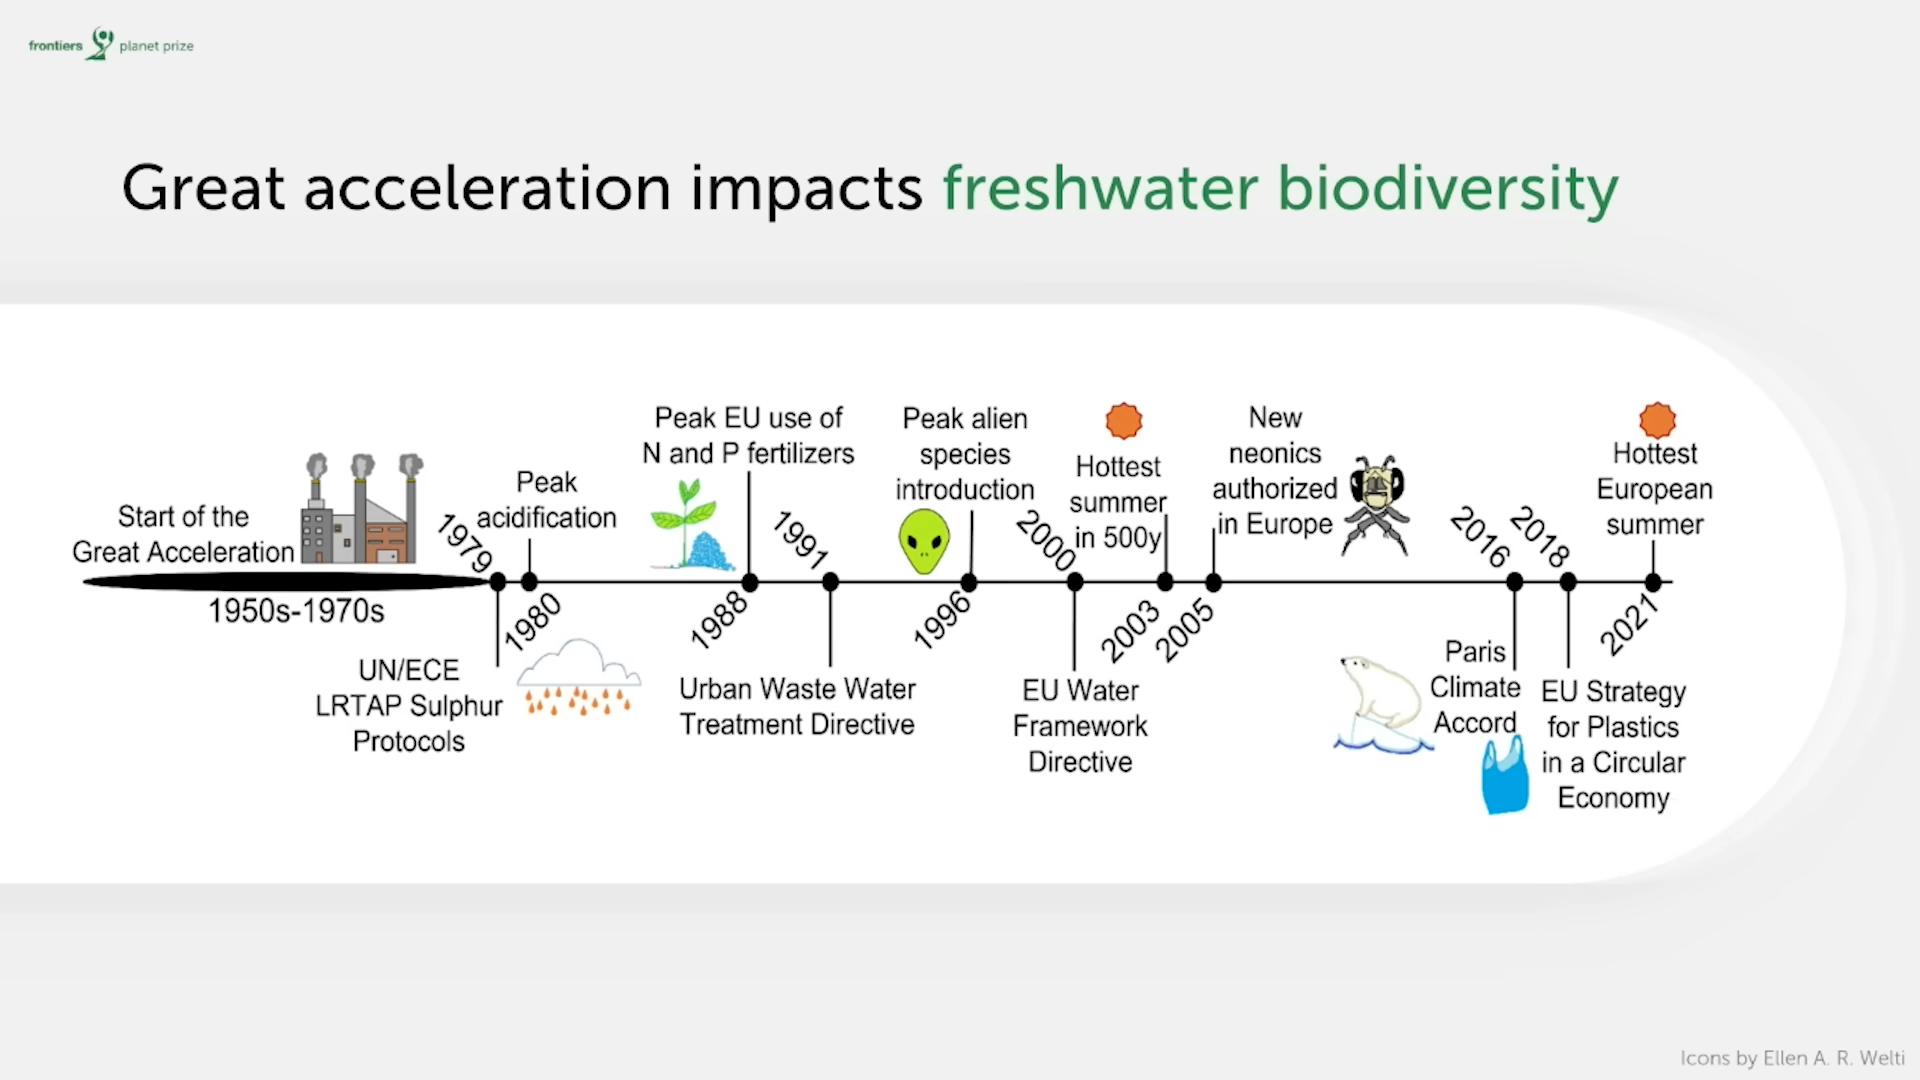 frontiers planet prize
Great acceleration impacts freshwater biodiversity
Start of the
Great Acceleration
1950s-1970s
1979
UN/ECE
LRTAP Sulphur
Protocols
Peak
acidification
1980
Peak EU use of
N and P fertilizers
1988
1991
Urban Waste Water
Treatment Directive
Peak alien
species
introduction
1996
2000
EU Water
Framework
Directive
Hottest
summer
in 500y
2003
New
neonics
authorized
in Europe
2005
2016
Paris
Climate
Accord
2018
EU Strategy
for Plastics
in a Circular
Economy
Hottest
European
summer
2021
Icons by Ellen A. R. Welti